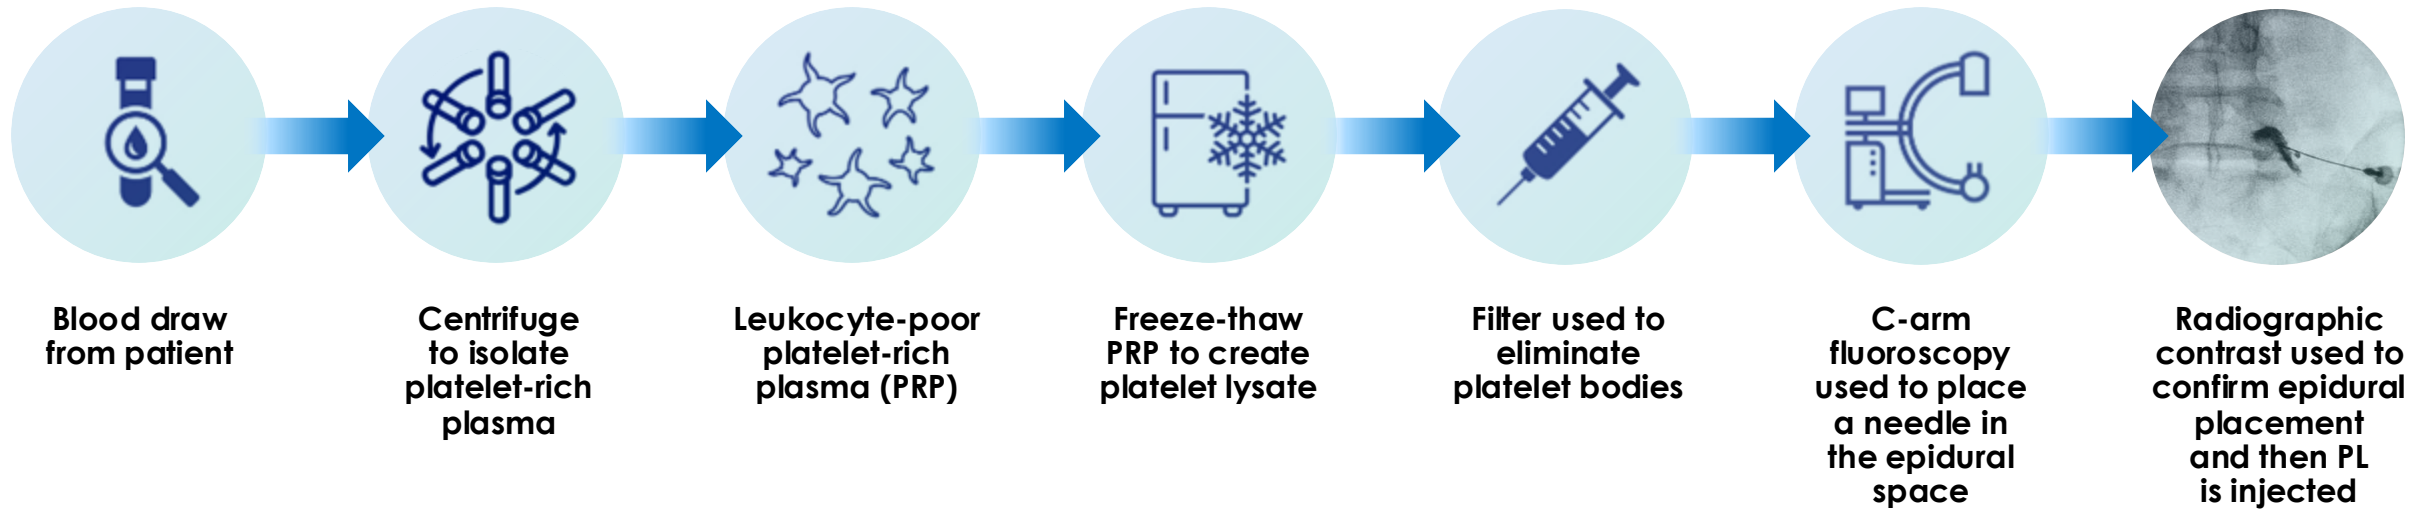 Blood draw
from patient
Centrifuge
to isolate
platelet-rich
plasma
Leukocyte-poor
platelet-rich
plasma (PRP)
Freeze-thaw
PRP to create
platelet lysate
Filter used to
eliminate
platelet bodies
C-arm
fluoroscopy
used to place
a needle in
the epidural
space
Radiographic
contrast used to
confirm epidural
placement
and then PL
is injected